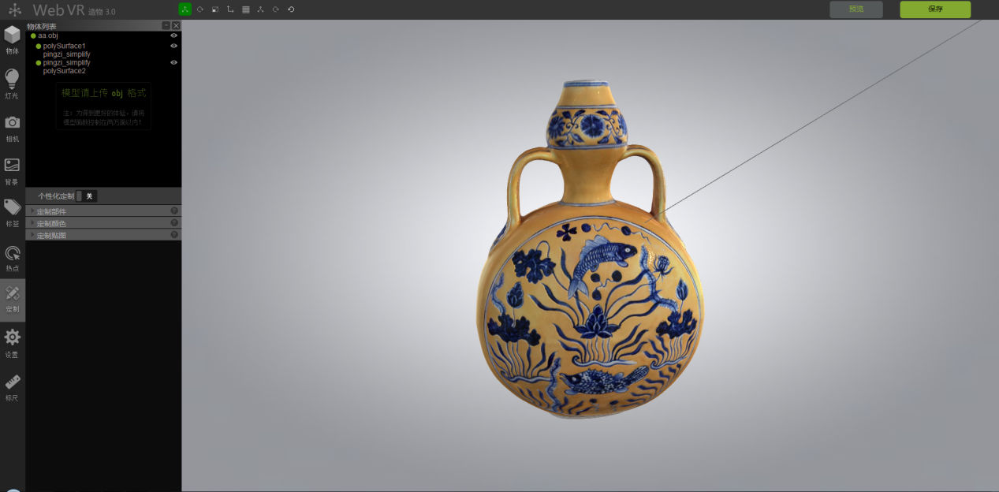 Web VR 造物 3.0
预览
保存
物体列表
aa.obj
polySurface1
pingzi_simplify
pingzi_simplify
polySurface2
模型请上传 obj 格式
注：为得到更好的体验，请将
模型面数控制在两万面以内！
个性化定制 关
定制部件
定制颜色
定制贴图
物体
灯光
相机
背景
标签
热点
定制
设置
标尺